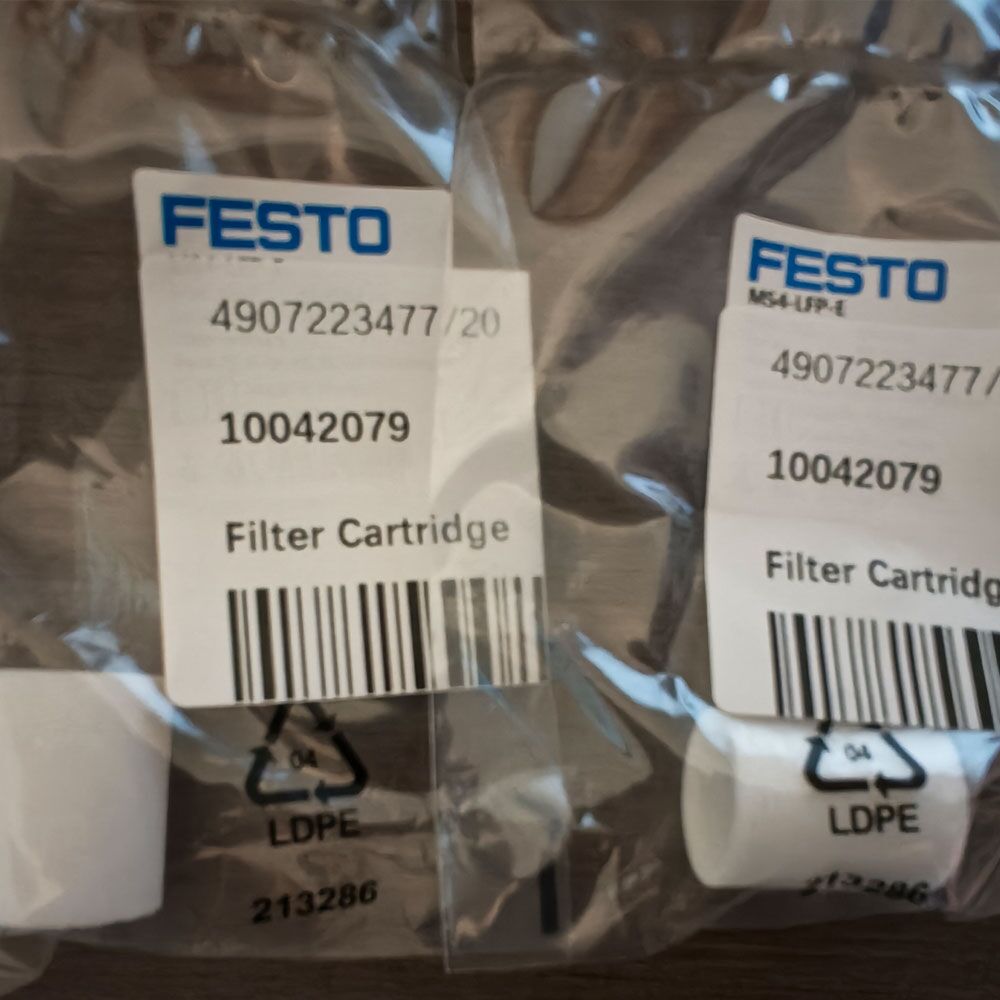 FESTO
4907223477/20
10042079
Filter Cartridge
04
LDPE
213286
FESTO
MS4-LFP-E
4907223477/
10042079
Filter Cartridg
04
LDPE
213286